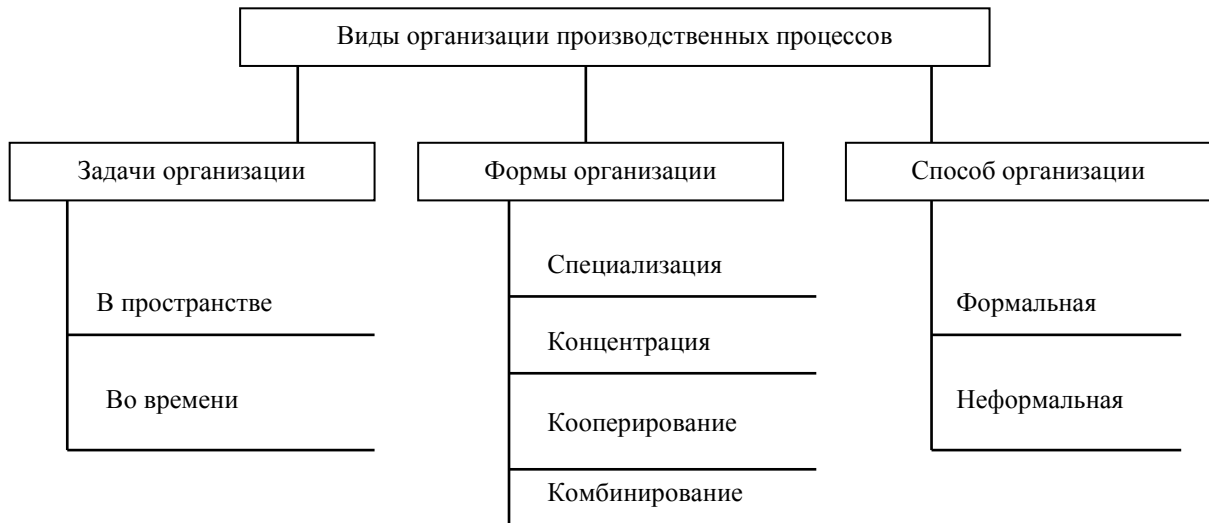 Виды организации производственных процессов
Задачи организации
Формы организации
Способ организации
В пространстве
Во времени
Специализация
Концентрация
Кооперирование
Комбинирование
Формальная
Неформальная